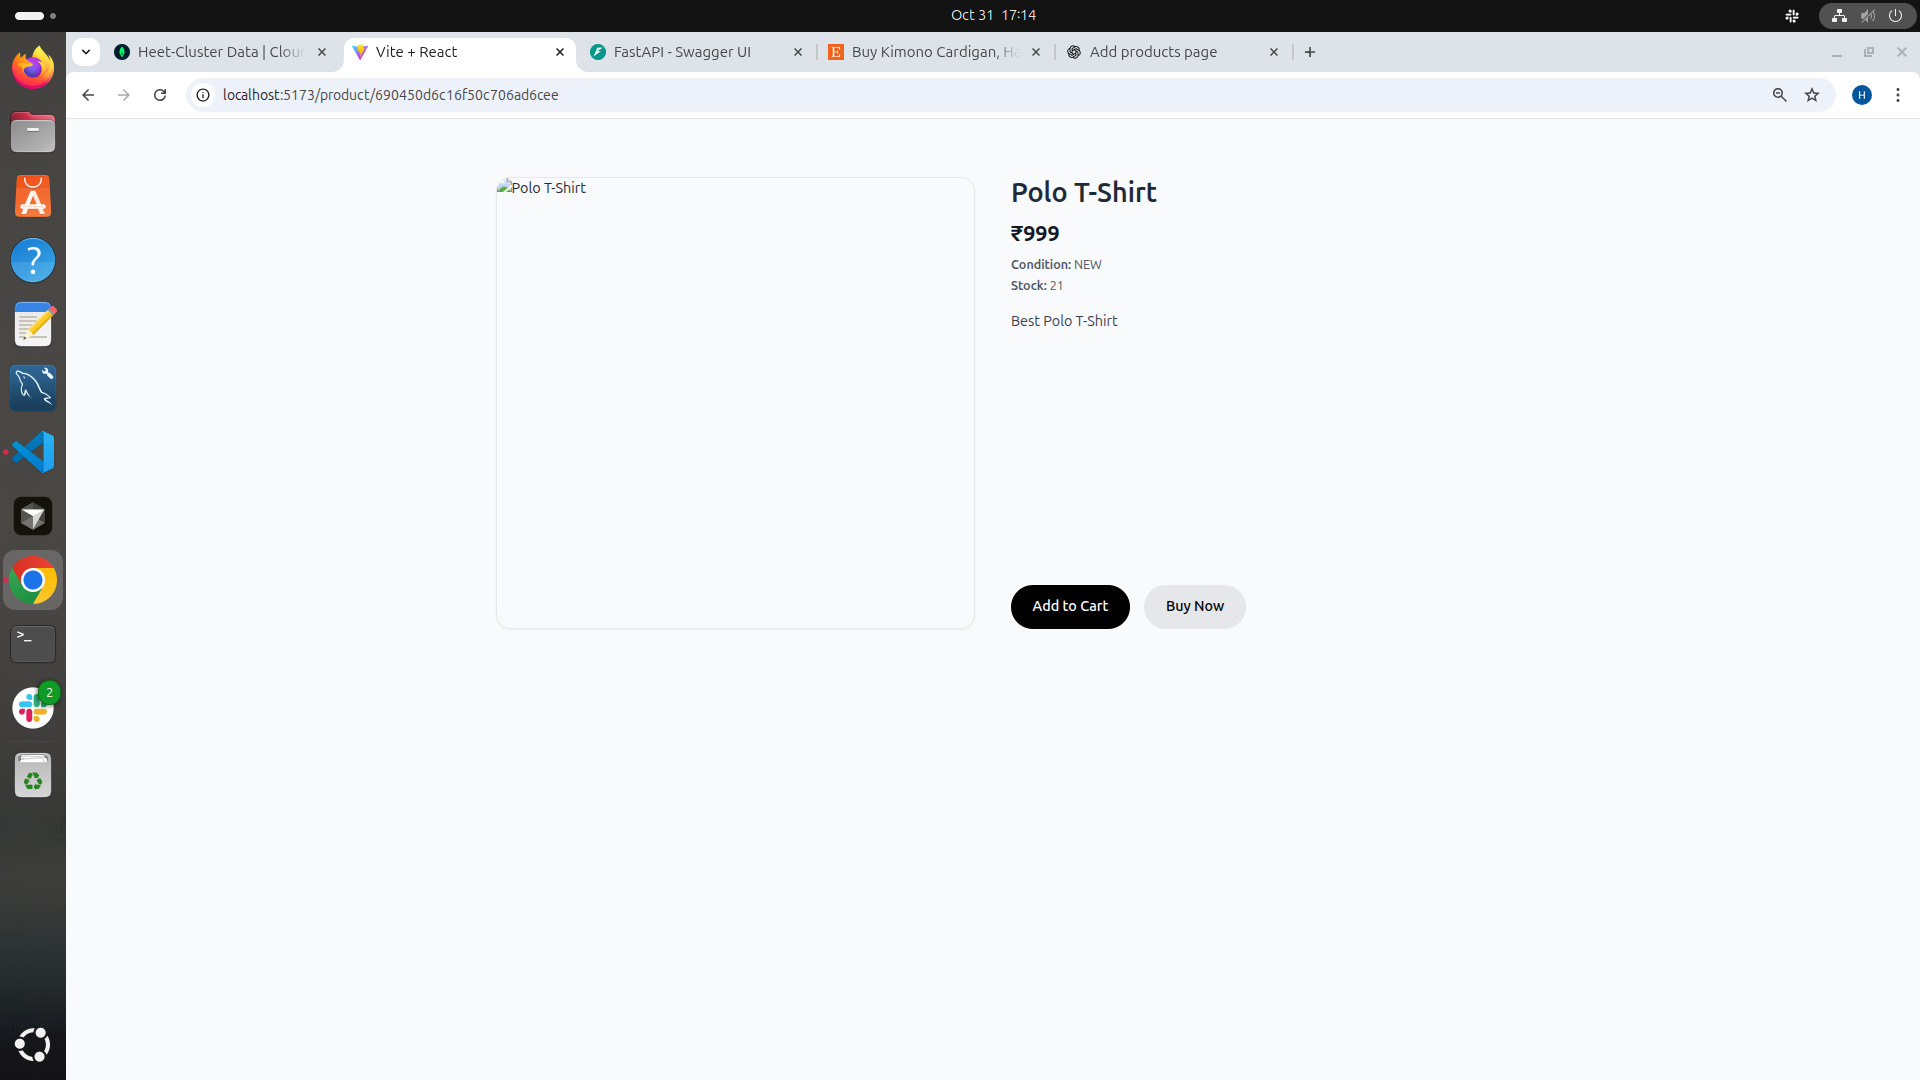 Oct 31 17:14
Heet-Cluster Data | Clou
Vite + React
FastAPI - Swagger UI
Buy Kimono Cardigan, Ha
Add products page
localhost:5173/product/690450d6c16f50c706ad6cee
H
Polo T-Shirt
Polo T-Shirt
₹999
Condition: NEW
Stock: 21
Best Polo T-Shirt
Add to Cart
Buy Now
>_
2